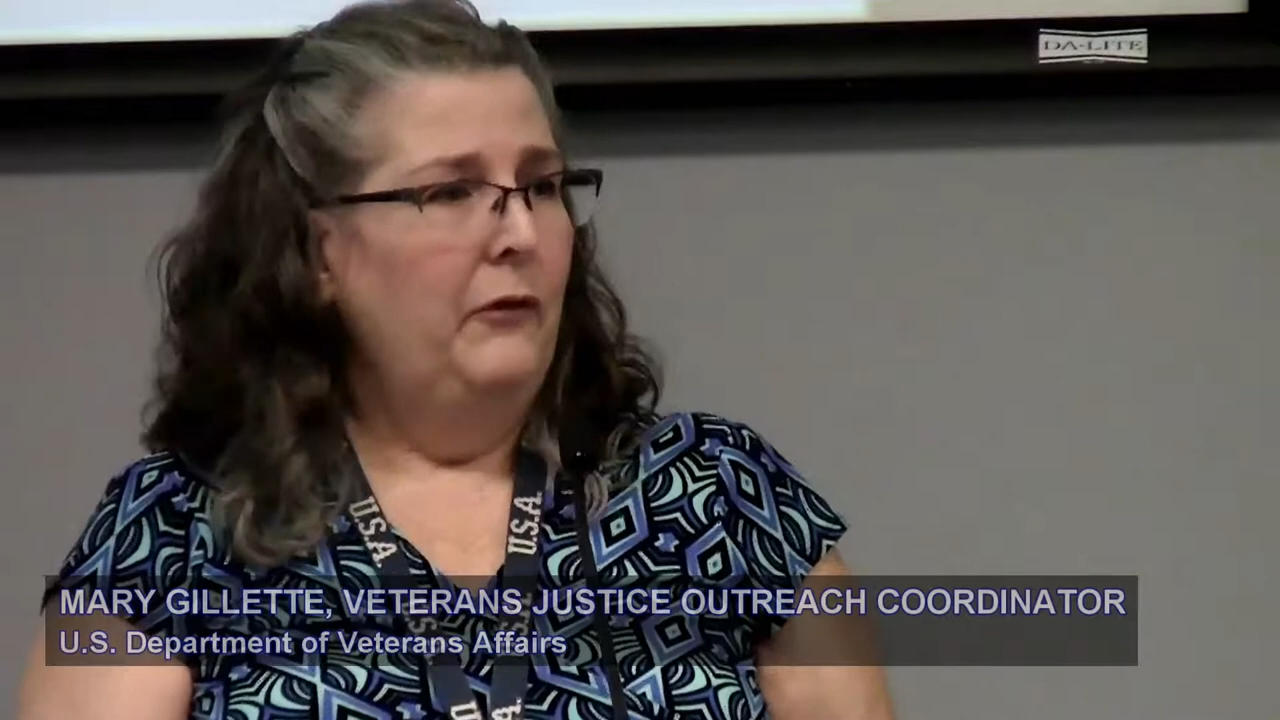 DA-LITE
U.S.A.
U.S.A.
MARY GILLETTE, VETERANS JUSTICE OUTREACH COORDINATOR
U.S. Department of Veterans Affairs